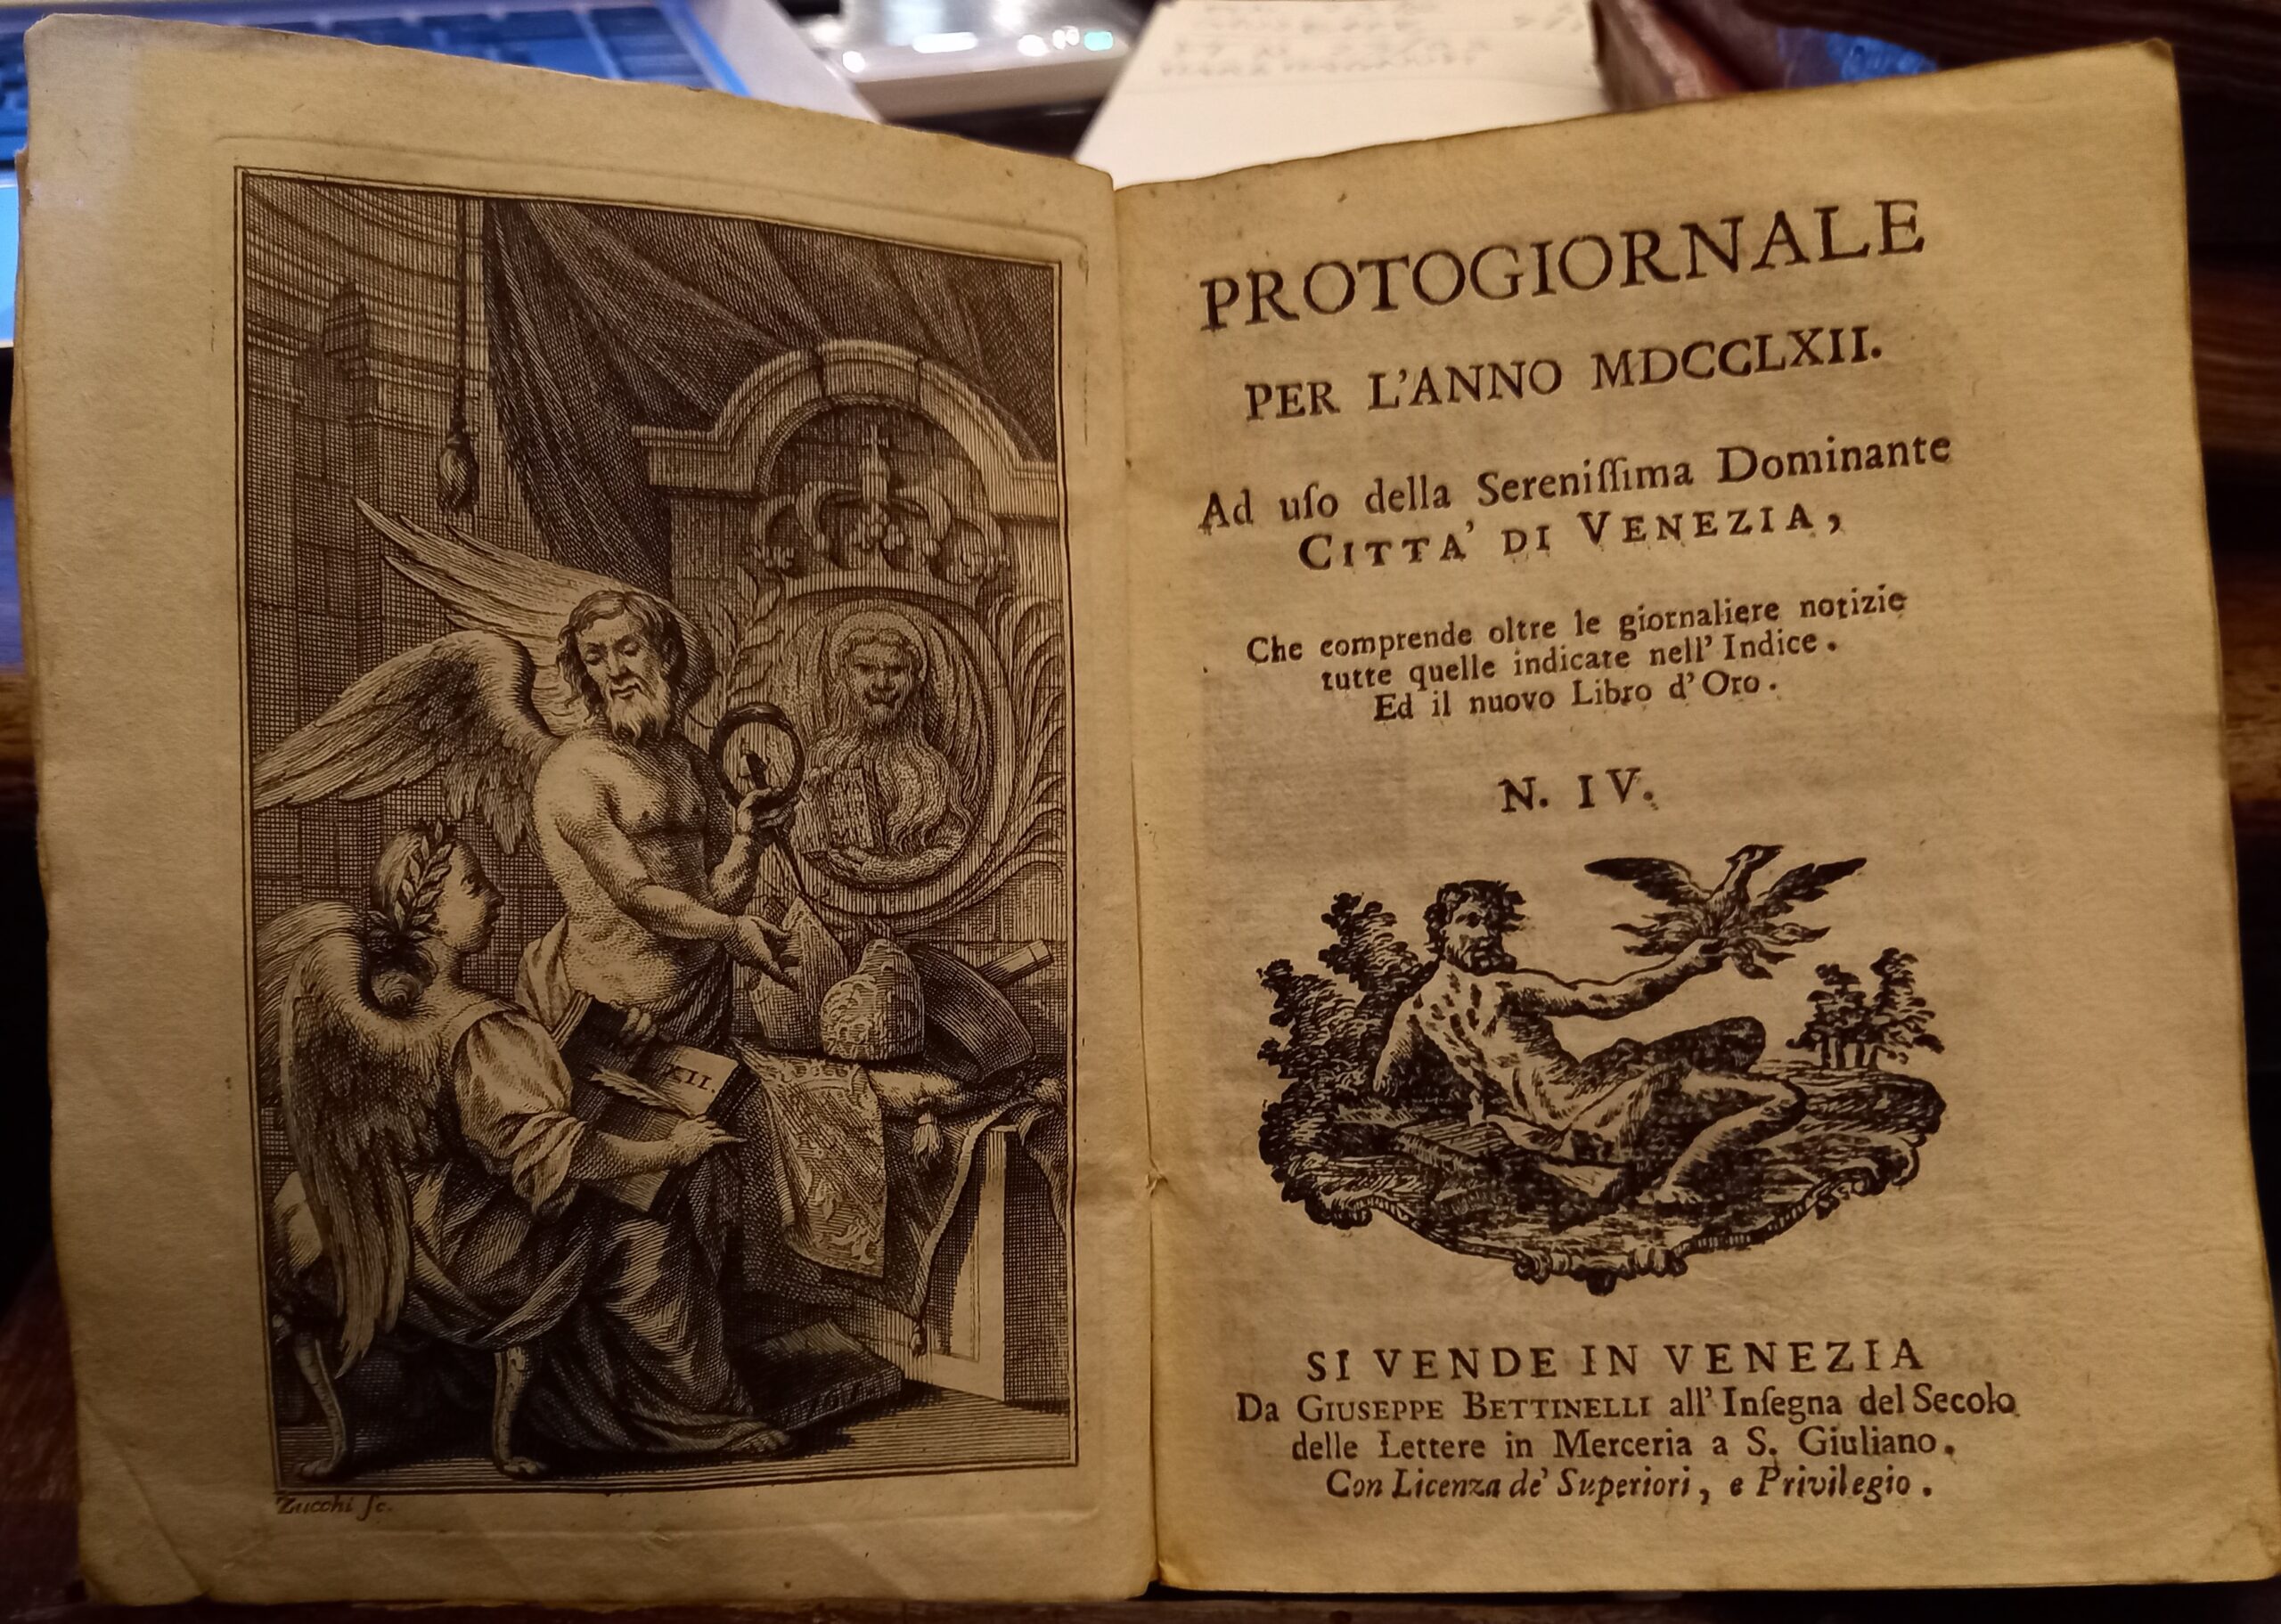 XII.
Zucchi ſc.
PROTOGIORNALE
PER L'ANNO MDCCLXII.
Ad uſo della Sereniſſima Dominante
CITTA' DI VENEZIA,
Che comprende oltre le giornaliere notizie
tutte quelle indicate nell' Indice.
Ed il nuovo Libro d'Oro.
N. IV.
SI VENDE IN VENEZIA
Da GIUSEPPE BETTINELLI all' Inſegna del Secolo
delle Lettere in Merceria a S. Giuliano.
Con Licenza de' Superiori, e Privilegio.